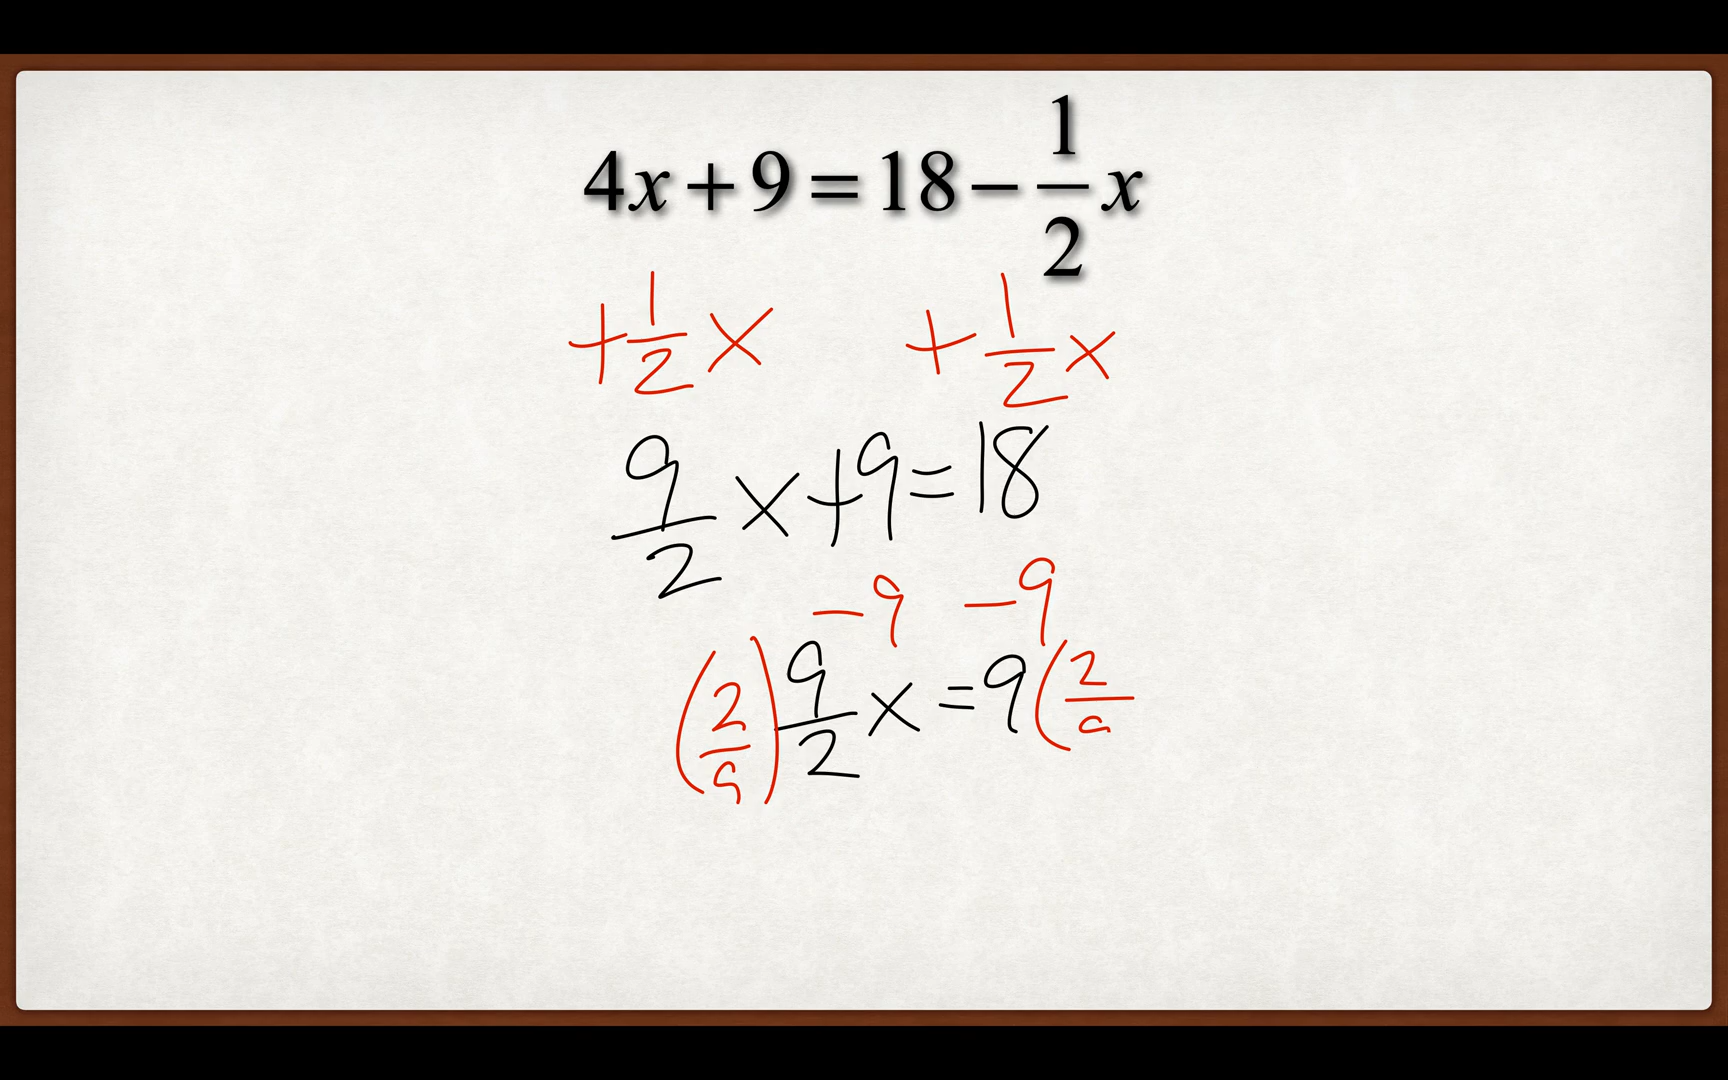 4x + 9 = 18 - 1/2 x
+ 1/2 x + 1/2 x
9/2 x + 9 = 18
- 9 - 9
(2/9) 9/2 x = 9 (2/9